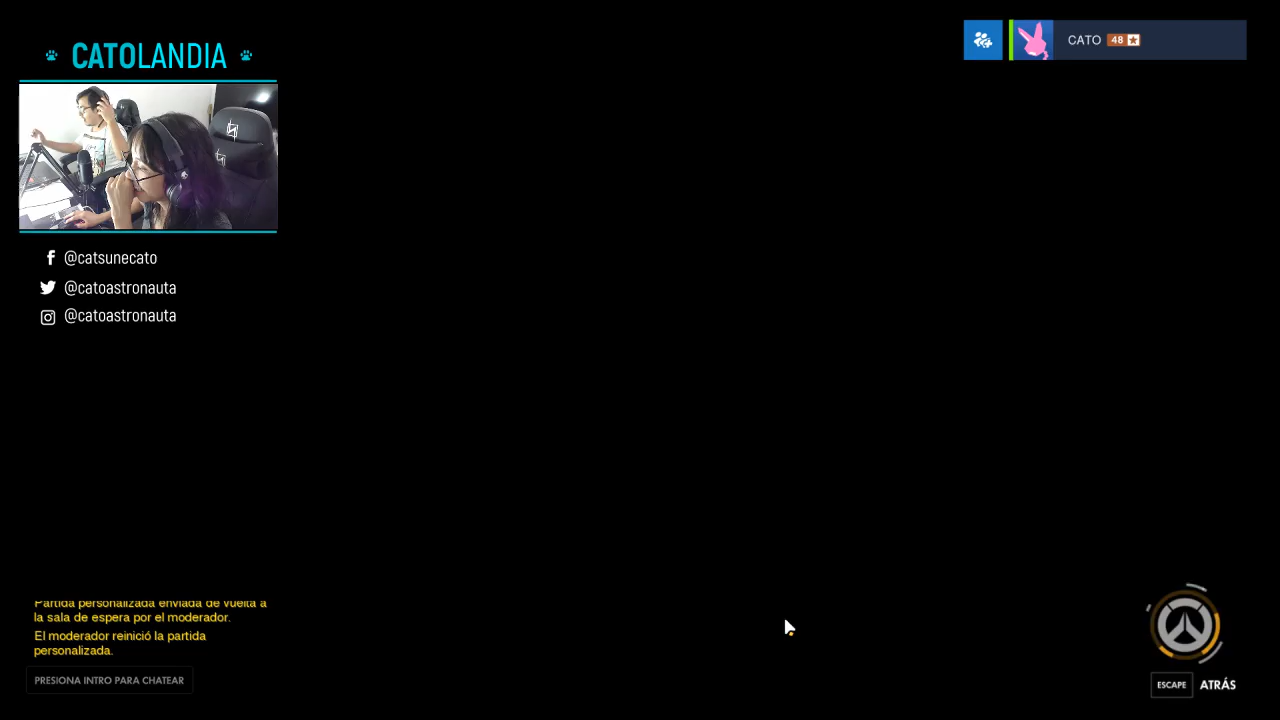 CATOLANDIA
CATO 48
@catsunecato
@catoastronauta
@catoastronauta
Partida personalizada enviada de vuelta a
la sala de espera por el moderador.
El moderador reinició la partida
personalizada.
PRESIONA INTRO PARA CHATEAR
ESCAPE ATRÁS